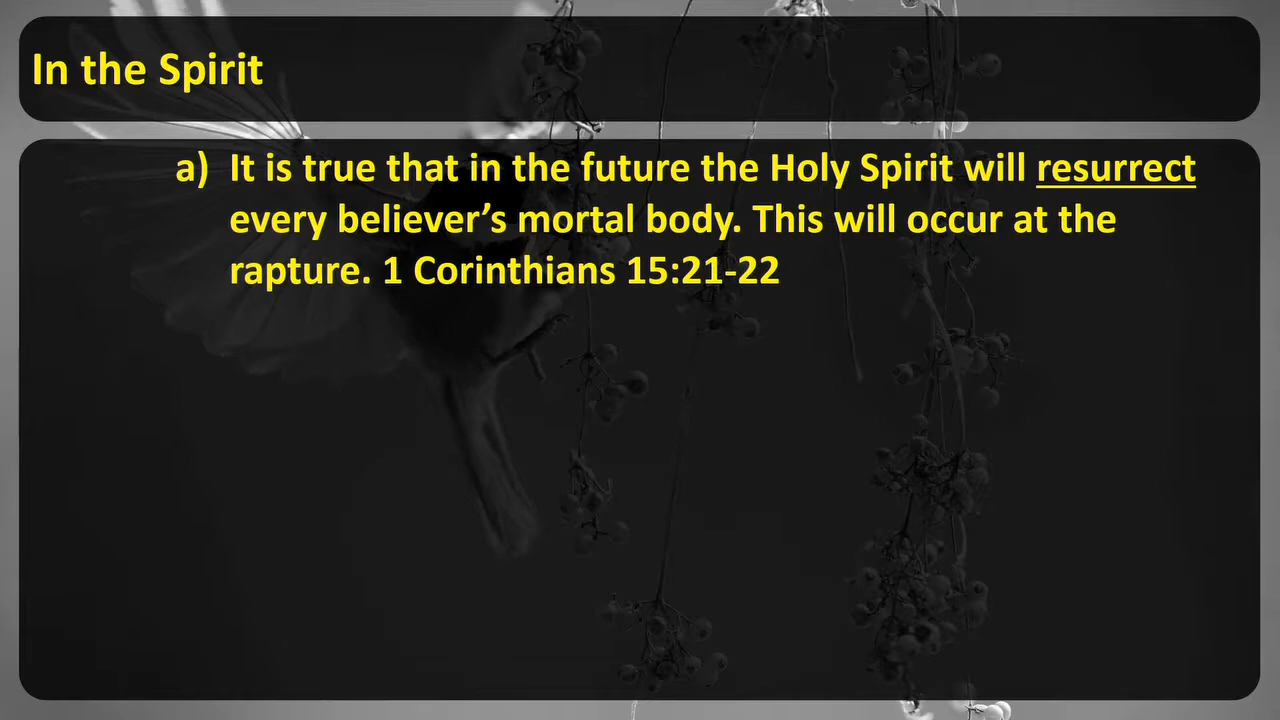 In the Spirit
a) It is true that in the future the Holy Spirit will resurrect
every believer’s mortal body. This will occur at the
rapture. 1 Corinthians 15:21-22